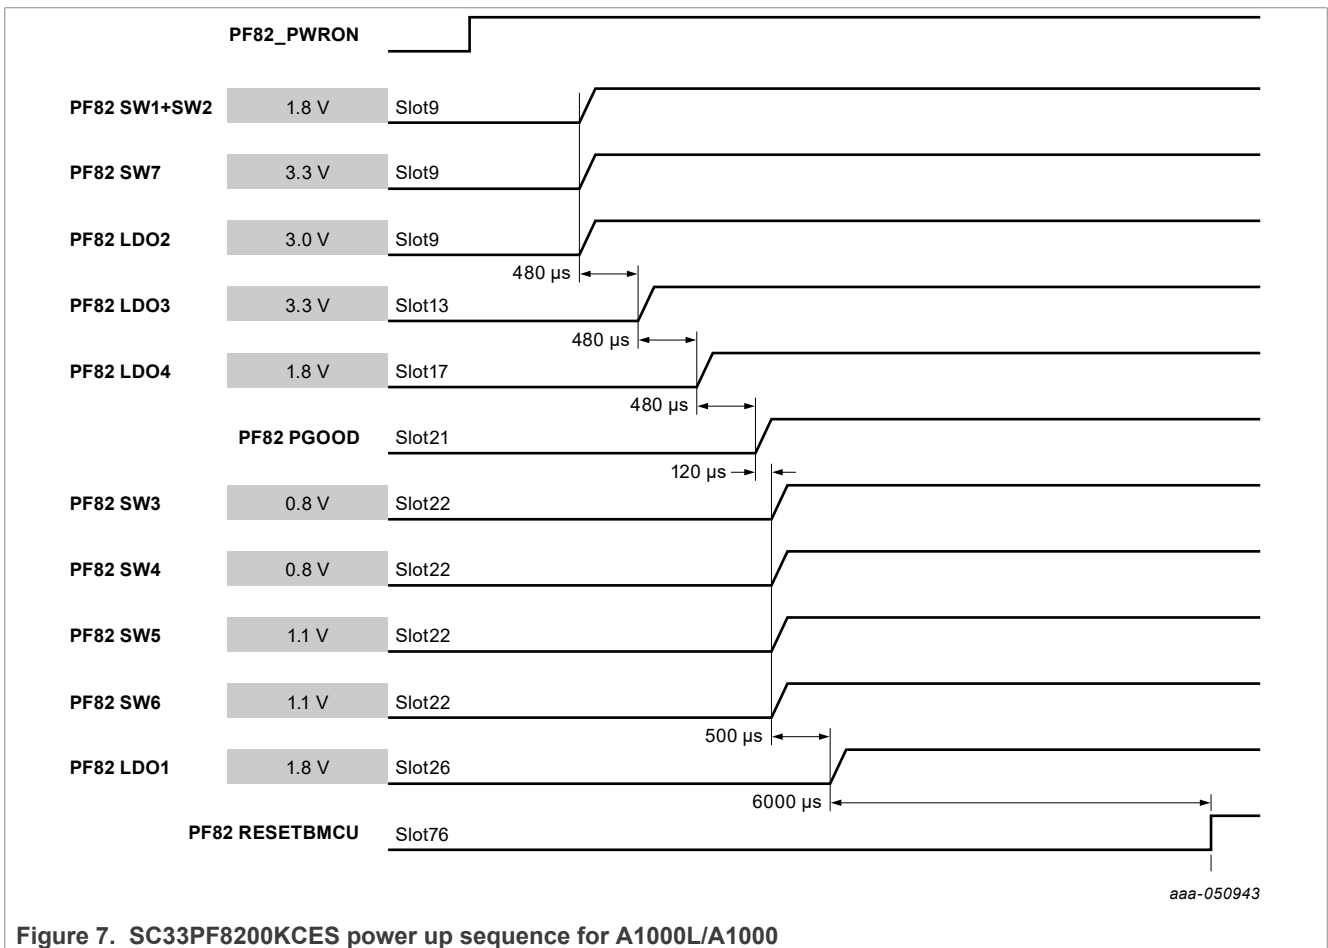 PF82_PWRON
PF82 SW1+SW2 1.8 V Slot9
PF82 SW7 3.3 V Slot9
PF82 LDO2 3.0 V Slot9
480 µs
PF82 LDO3 3.3 V Slot13
480 µs
PF82 LDO4 1.8 V Slot17
480 µs
PF82 PGOOD Slot21
120 µs
PF82 SW3 0.8 V Slot22
PF82 SW4 0.8 V Slot22
PF82 SW5 1.1 V Slot22
PF82 SW6 1.1 V Slot22
500 µs
PF82 LDO1 1.8 V Slot26
6000 µs
PF82 RESETBMCU Slot76
aaa-050943
Figure 7. SC33PF8200KCES power up sequence for A1000L/A1000